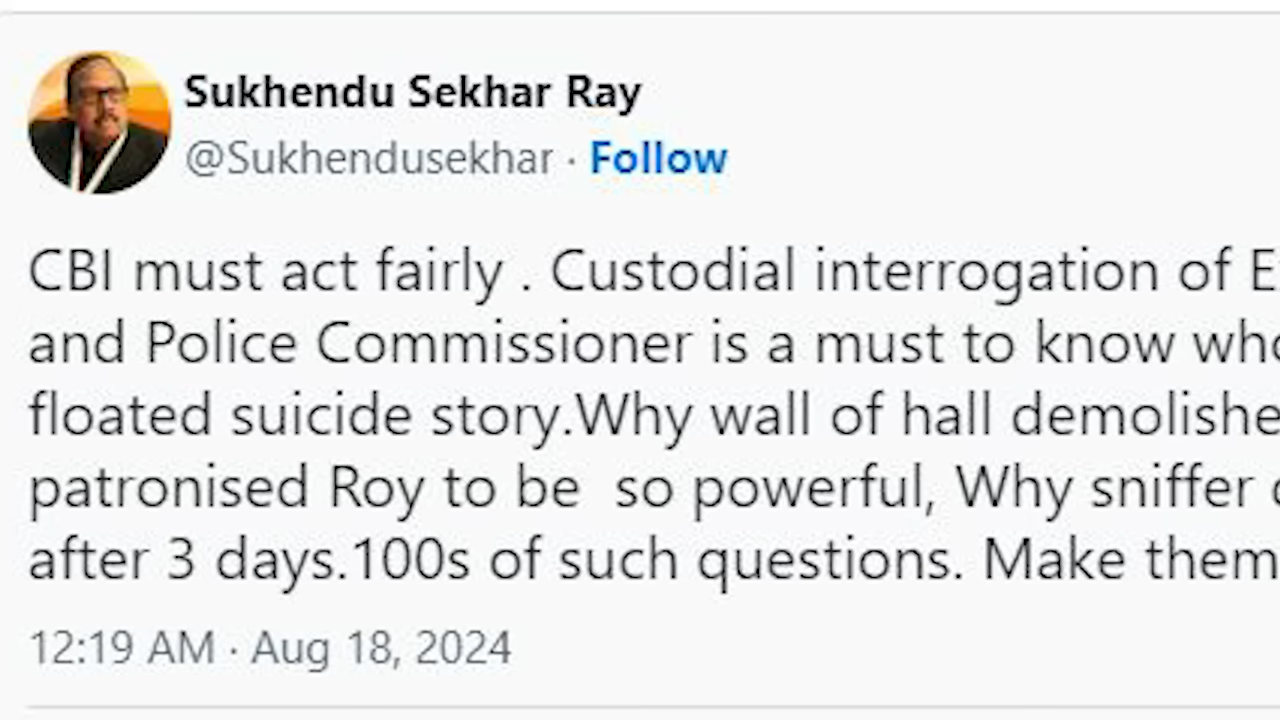 Sukhendu Sekhar Ray
@Sukhendusekhar · Follow
CBI must act fairly . Custodial interrogation of
and Police Commissioner is a must to know
floated suicide story.Why wall of hall
patronised Roy to be  so powerful, Why sniffer
after 3 days.100s of such questions. Make them
12:19 AM · Aug 18, 2024